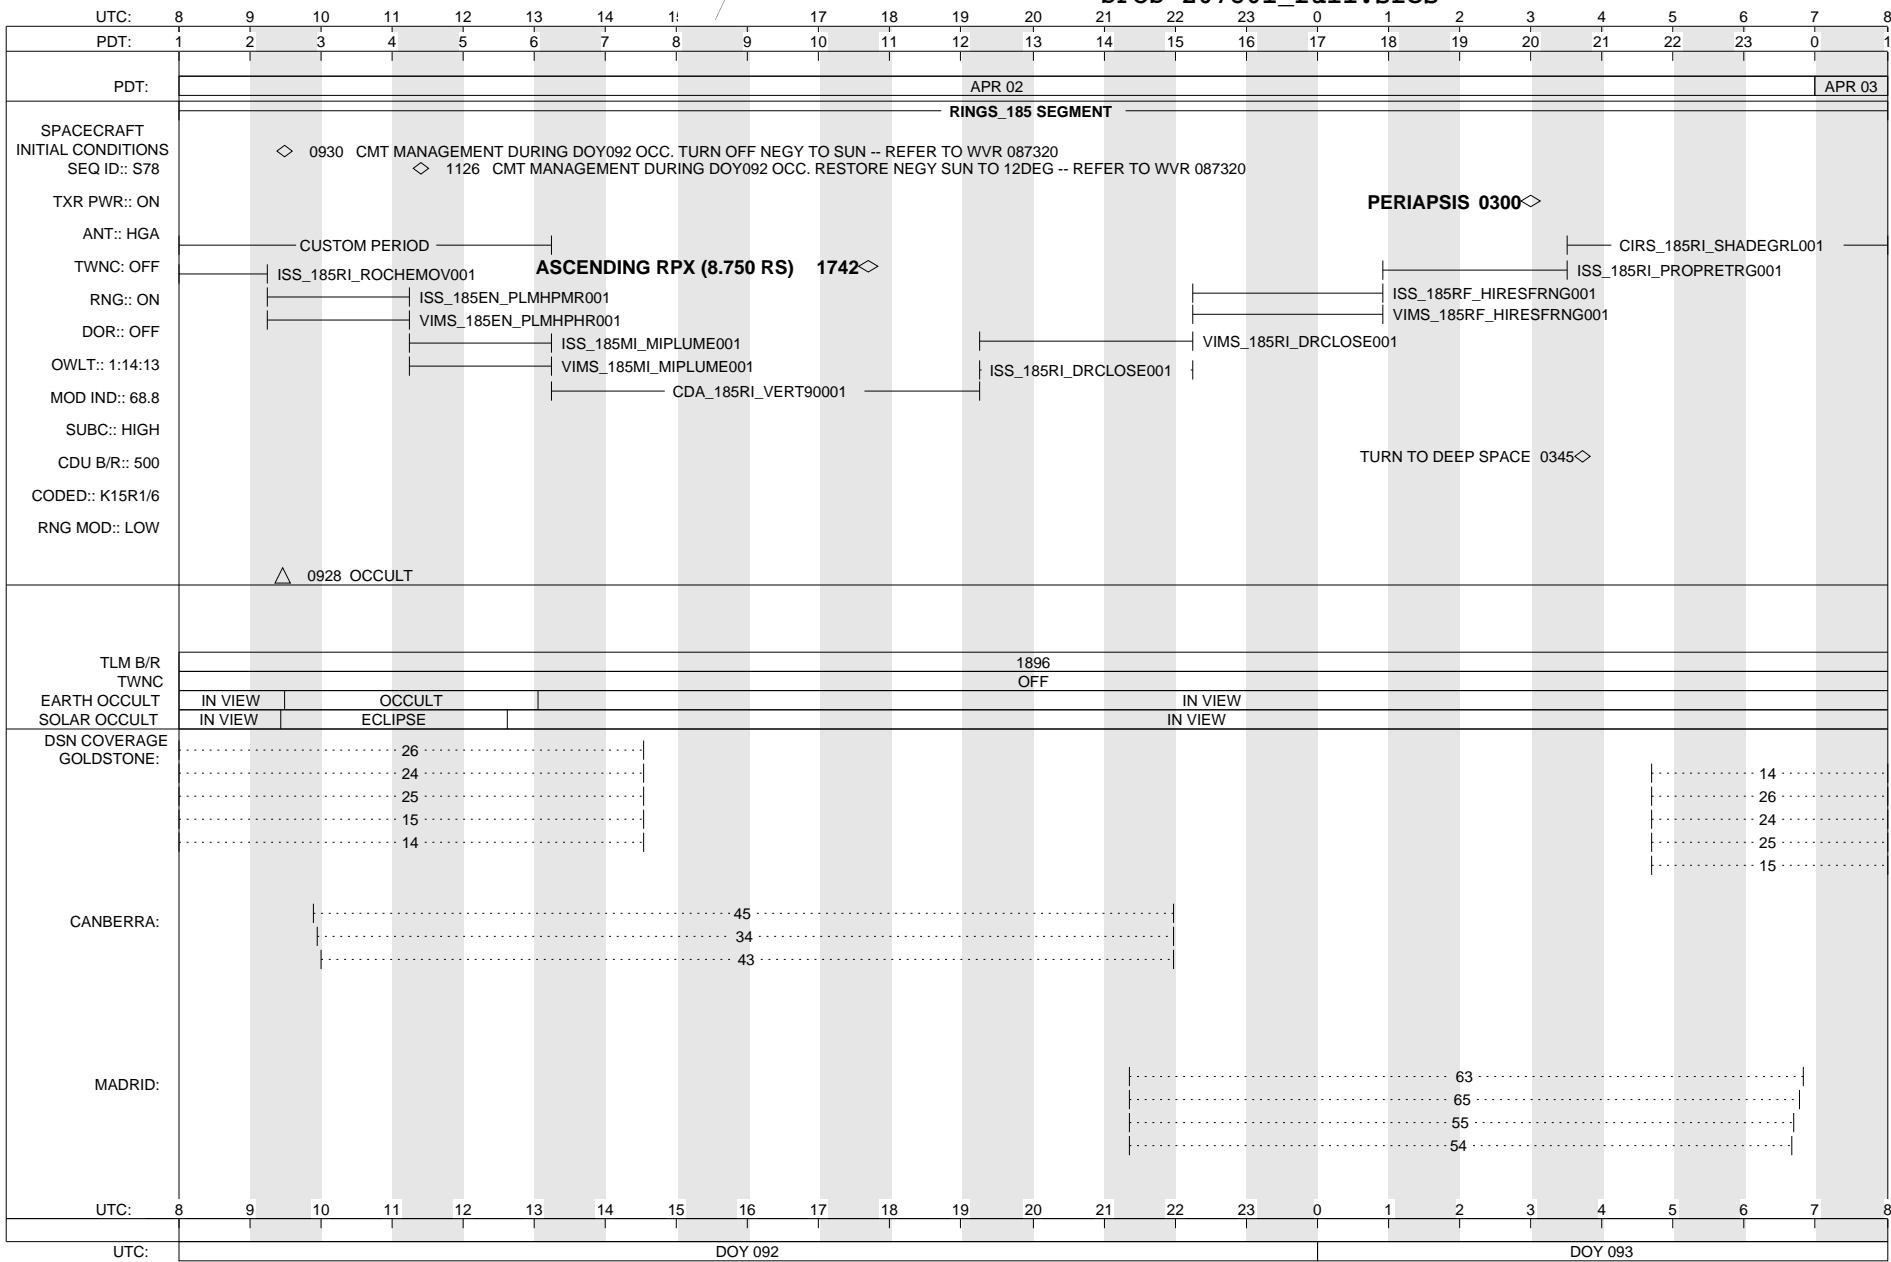 UTC: 8 9 10 11 12 13 14 17 18 19 20 21 22 23 0 1 2 3 4 5 6 7 8
PDT: 1 2 3 4 5 6 7 8 9 10 11 12 13 14 15 16 17 18 19 20 21 22 23 0 1
PDT: APR 02 APR 03
RINGS_185 SEGMENT
SPACECRAFT
INITIAL CONDITIONS
SEQ ID:: S78
TXR PWR:: ON
ANT:: HGA
TWNC: OFF
RNG:: ON
DOR:: OFF
OWLT:: 1:14:13
MOD IND:: 68.8
SUBC:: HIGH
CDU B/R:: 500
CODED:: K15R1/6
RNG MOD:: LOW
0930 CMT MANAGEMENT DURING DOY092 OCC. TURN OFF NEGY TO SUN -- REFER TO WVR 087320
1126 CMT MANAGEMENT DURING DOY092 OCC. RESTORE NEGY SUN TO 12DEG -- REFER TO WVR 087320
PERIAPSIS 0300
CUSTOM PERIOD
CIRS_185RI_SHADEGRL001
ASCENDING RPX (8.750 RS) 1742
ISS_185RI_ROCHEMOV001
ISS_185RI_PROPRETRG001
ISS_185EN_PLMHPMR001
ISS_185RF_HIRESFRNG001
VIMS_185EN_PLMHPHR001
VIMS_185RF_HIRESFRNG001
ISS_185MI_MIPLUME001
VIMS_185RI_DRCLOSE001
VIMS_185MI_MIPLUME001
ISS_185RI_DRCLOSE001
CDA_185RI_VERT90001
TURN TO DEEP SPACE 0345
0928 OCCULT
TLM B/R 1896
TWNC OFF
EARTH OCCULT IN VIEW OCCULT IN VIEW
SOLAR OCCULT IN VIEW ECLIPSE IN VIEW
DSN COVERAGE
GOLDSTONE:
26
24 14
25 26
15 24
14 25
15
CANBERRA:
45
34
43
MADRID:
63
65
55
54
UTC: 8 9 10 11 12 13 14 15 16 17 18 19 20 21 22 23 0 1 2 3 4 5 6 7 8
UTC: DOY 092 DOY 093